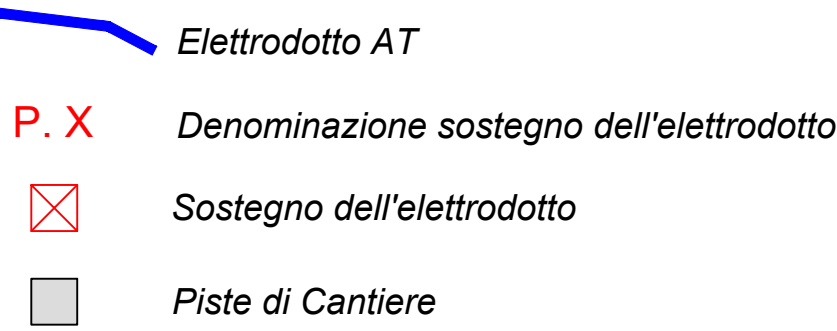 Elettrodotto AT
P. X Denominazione sostegno dell'elettrodotto
Sostegno dell'elettrodotto
Piste di Cantiere